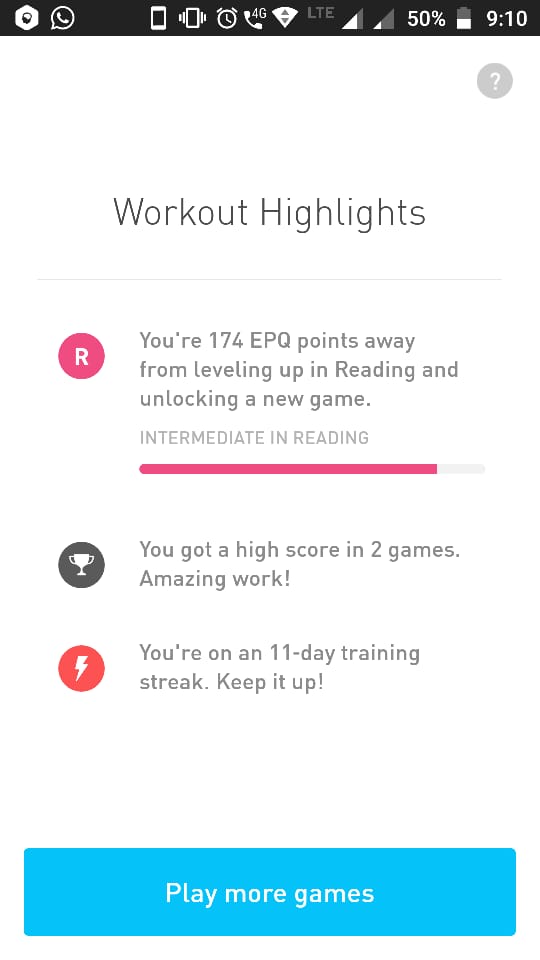 4G LTE 50% 9:10
?
Workout Highlights
R
You're 174 EPQ points away
from leveling up in Reading and
unlocking a new game.
INTERMEDIATE IN READING
You got a high score in 2 games.
Amazing work!
You're on an 11-day training
streak. Keep it up!
Play more games